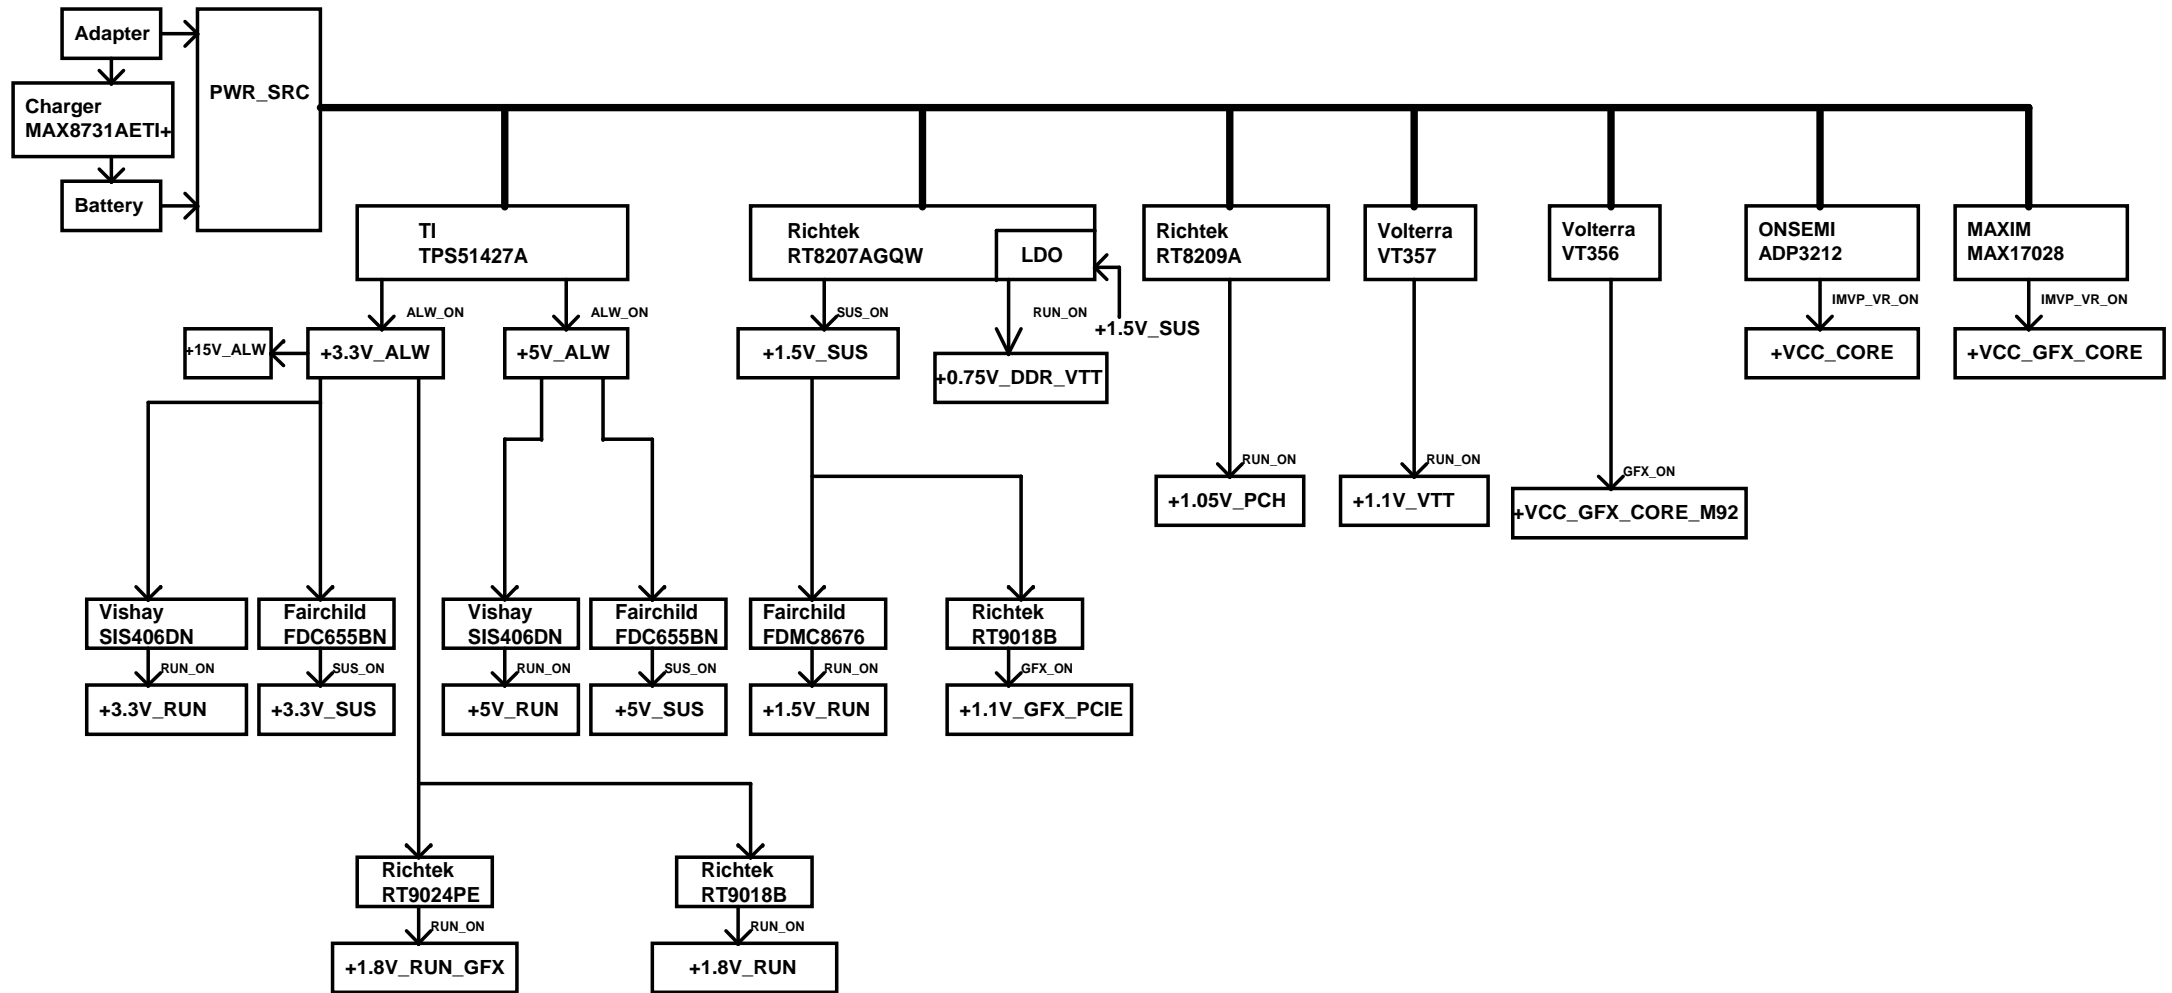 Adapter
PWR_SRC
Charger
MAX8731AETI+
Battery
TI
TPS51427A
Richtek
RT8207AGQW
LDO
Richtek
RT8209A
Volterra
VT357
Volterra
VT356
ONSEMI
ADP3212
MAXIM
MAX17028
ALW_ON
ALW_ON
SUS_ON
RUN_ON
+1.5V_SUS
IMVP_VR_ON
IMVP_VR_ON
+15V_ALW
+3.3V_ALW
+5V_ALW
+1.5V_SUS
+0.75V_DDR_VTT
+VCC_CORE
+VCC_GFX_CORE
RUN_ON
RUN_ON
GFX_ON
+1.05V_PCH
+1.1V_VTT
+VCC_GFX_CORE_M92
Vishay
SIS406DN
Fairchild
FDC655BN
Vishay
SIS406DN
Fairchild
FDC655BN
Fairchild
FDMC8676
Richtek
RT9018B
RUN_ON
SUS_ON
RUN_ON
SUS_ON
RUN_ON
GFX_ON
+3.3V_RUN
+3.3V_SUS
+5V_RUN
+5V_SUS
+1.5V_RUN
+1.1V_GFX_PCIE
Richtek
RT9024PE
Richtek
RT9018B
RUN_ON
RUN_ON
+1.8V_RUN_GFX
+1.8V_RUN